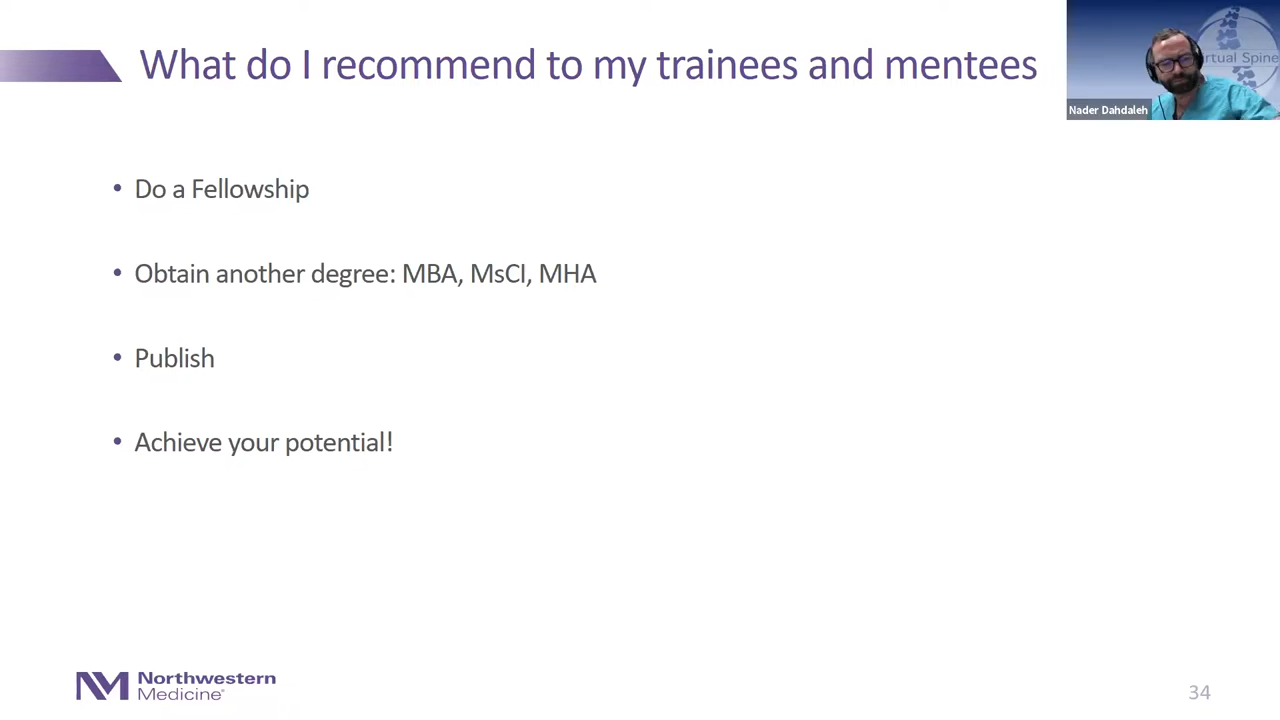 What do I recommend to my trainees and mentees
rtual Spine
Nader Dahdaleh
• Do a Fellowship
• Obtain another degree: MBA, MsCI, MHA
• Publish
• Achieve your potential!
NM Northwestern
Medicine®
34